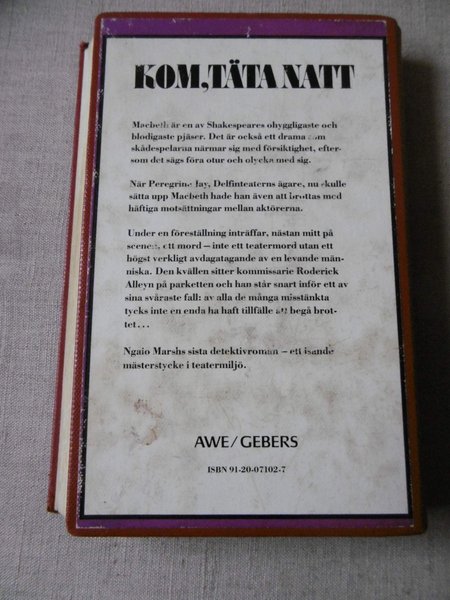 KOM, TÄTA NATT
Macbeth är en av Shakespeares ohyggligaste och
blodigaste pjäser. Det är också ett drama som
skådespelarna närmar sig med försiktighet, efter-
som det sägs föra otur och olycka med sig.
När Peregrine Jay, Delfinteaterns ägare, nu skulle
sätta upp Macbeth hade han även att brottas med
häftiga motsättningar mellan aktörerna.
Under en föreställning inträffar, nästan mitt på
scenen, ett mord – inte ett teatermord utan ett
högst verkligt avdagatagande av en levande män-
niska. Den kvällen sitter kommissarie Roderick
Alleyn på parketten och han står snart inför ett av
sina svåraste fall: av alla de många misstänkta
tycks inte en enda ha haft tillfälle att begå brot-
tet...
Ngaio Marshs sista detektivroman – ett isande
mästerstycke i teatermiljö.
AWE/GEBERS
ISBN 91-20-07102-7